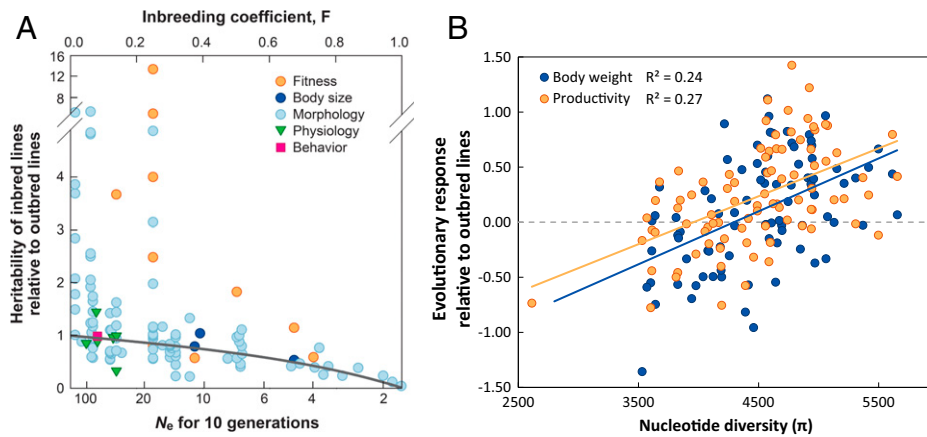 A
Inbreeding coefficient, F
0.0 0.2 0.4 0.6 0.8 1.0
Heritability of inbred lines
relative to outbred lines
16
12
8
4
3
2
1
0
Fitness
Body size
Morphology
Physiology
Behavior
100 20 10 6 4 2
Ne for 10 generations
B
Evolutionary response
relative to outbred lines
1.50
1.00
0.50
0.00
-0.50
-1.00
-1.50
Body weight R² = 0.24
Productivity R² = 0.27
2500 3500 4500 5500
Nucleotide diversity (π)